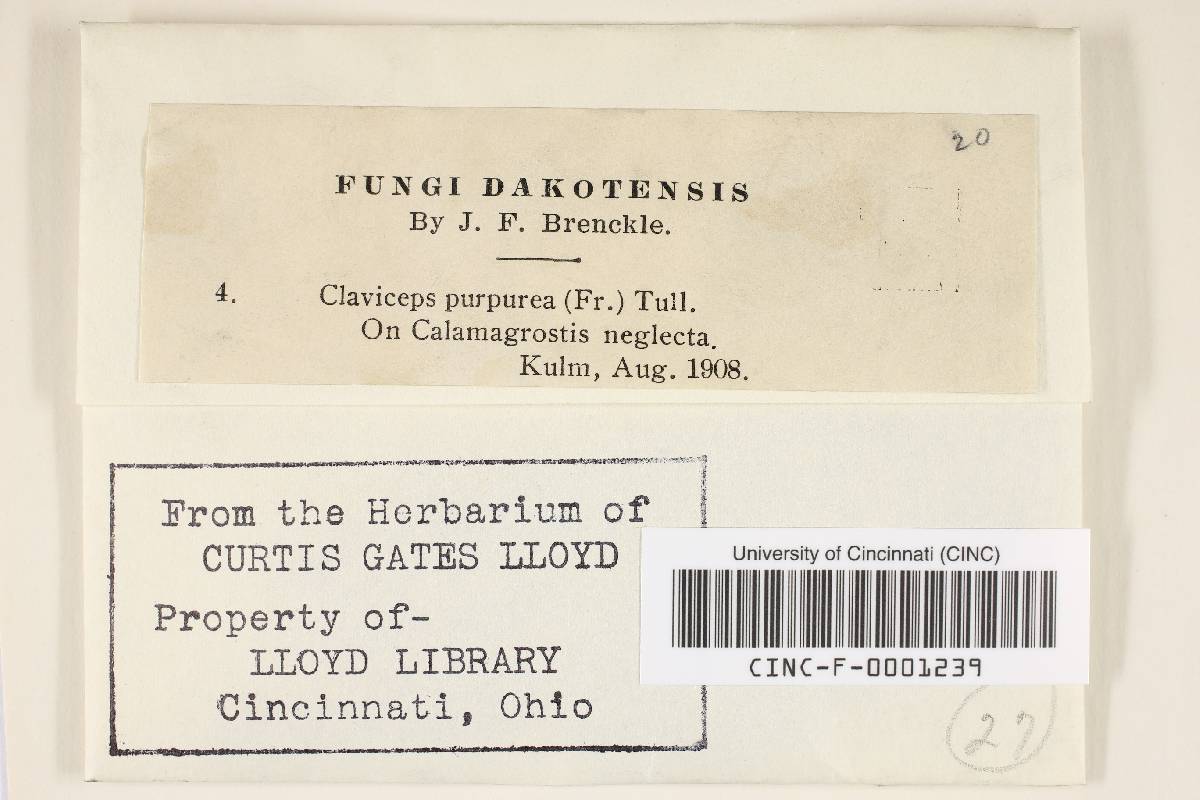 20
FUNGI DAKOTENSIS
By J. F. Brenckle.
4. Claviceps purpurea (Fr.) Tull.
On Calamagrostis neglecta.
Kulm, Aug. 1908.
From the Herbarium of
CURTIS GATES LLOYD
Property of-
LLOYD LIBRARY
Cincinnati, Ohio
University of Cincinnati (CINC)
CINC-F-0001239
27